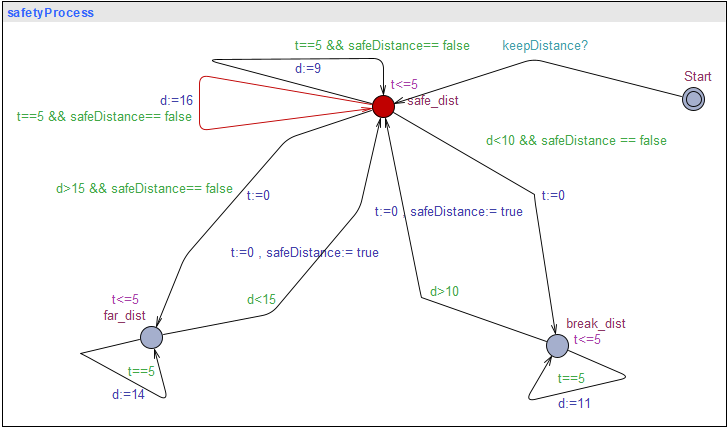 safetyProcess
t==5 && safeDistance== false
keepDistance?
d:=9
Start
t<=5
d:=16
safe_dist
t==5 && safeDistance== false
d<10 && safeDistance == false
d>15 && safeDistance== false
t:=0
t:=0
t:=0 , safeDistance:= true
t:=0 , safeDistance:= true
t<=5
d<15
d>10
far_dist
break_dist
t<=5
t==5
t==5
d:=14
d:=11